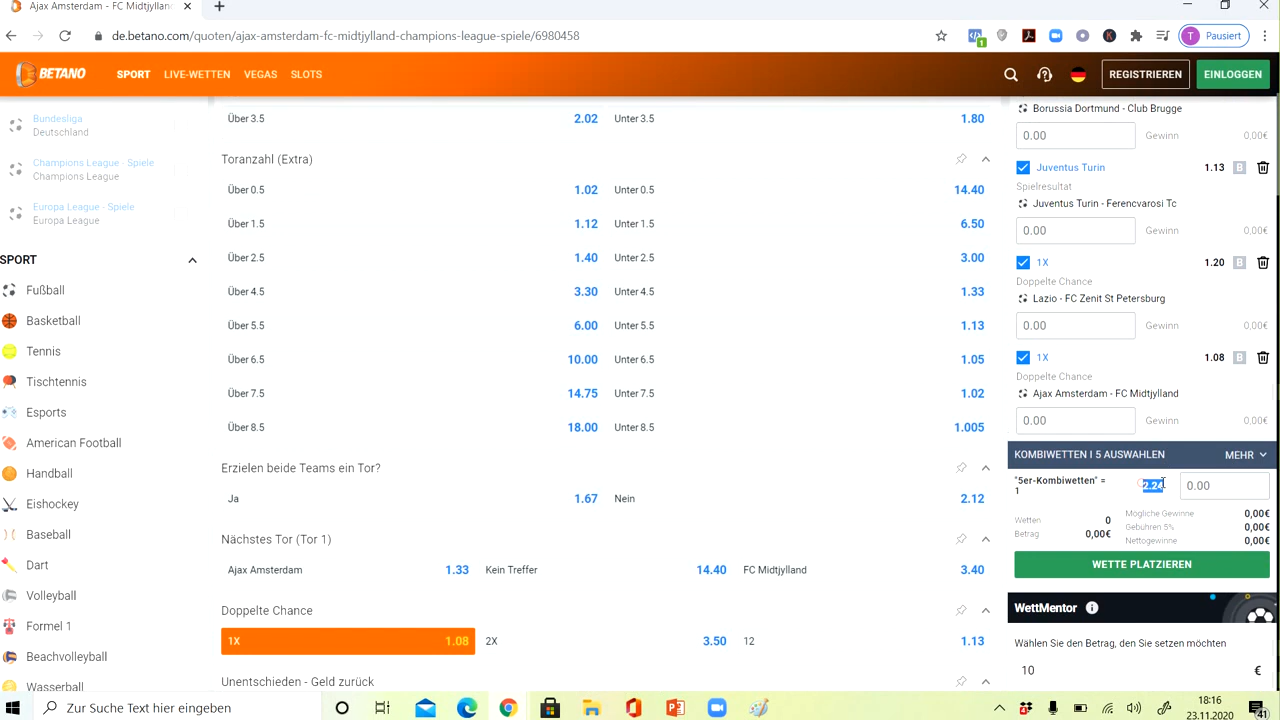 Ajax Amsterdam - FC Midtjylland
de.betano.com/quoten/ajax-amsterdam-fc-midtjylland-champions-league-spiele/6980458
1
T Pausiert
BETANO SPORT LIVE-WETTEN VEGAS SLOTS REGISTRIEREN EINLOGGEN
Bundesliga
Deutschland
Champions League - Spiele
Champions League
Europa League - Spiele
Europa League
SPORT
Fußball
Basketball
Tennis
Tischtennis
Esports
American Football
Handball
Eishockey
Baseball
Dart
Volleyball
Formel 1
Beachvolleyball
Wasserball
Über 3.5 2.02 Unter 3.5 1.80
Toranzahl (Extra)
Über 0.5 1.02 Unter 0.5 14.40
Über 1.5 1.12 Unter 1.5 6.50
Über 2.5 1.40 Unter 2.5 3.00
Über 4.5 3.30 Unter 4.5 1.33
Über 5.5 6.00 Unter 5.5 1.13
Über 6.5 10.00 Unter 6.5 1.05
Über 7.5 14.75 Unter 7.5 1.02
Über 8.5 18.00 Unter 8.5 1.005
Erzielen beide Teams ein Tor?
Ja 1.67 Nein 2.12
Nächstes Tor (Tor 1)
Ajax Amsterdam 1.33 Kein Treffer 14.40 FC Midtjylland 3.40
Doppelte Chance
1X 1.08 2X 3.50 12 1.13
Unentschieden - Geld zurück
Borussia Dortmund - Club Brugge
0.00 Gewinn 0,00€
Juventus Turin 1.13 B
Spielresultat
Juventus Turin - Ferencvarosi Tc
0.00 Gewinn 0,00€
1X 1.20 B
Doppelte Chance
Lazio - FC Zenit St Petersburg
0.00 Gewinn 0,00€
1X 1.08 B
Doppelte Chance
Ajax Amsterdam - FC Midtjylland
0.00 Gewinn 0,00€
KOMBIWETTEN I 5 AUSWAHLEN MEHR
"5er-Kombiwetten" =
1
0.00
Wetten 0
Betrag 0,00€
Mögliche Gewinne 0,00€
Gebühren 5% 0,00€
Nettogewinne 0,00€
WETTE PLATZIEREN
WettMentor i
Wählen Sie den Betrag, den Sie setzen möchten
10 €
Zur Suche Text hier eingeben
18:16
23.11.2020
41